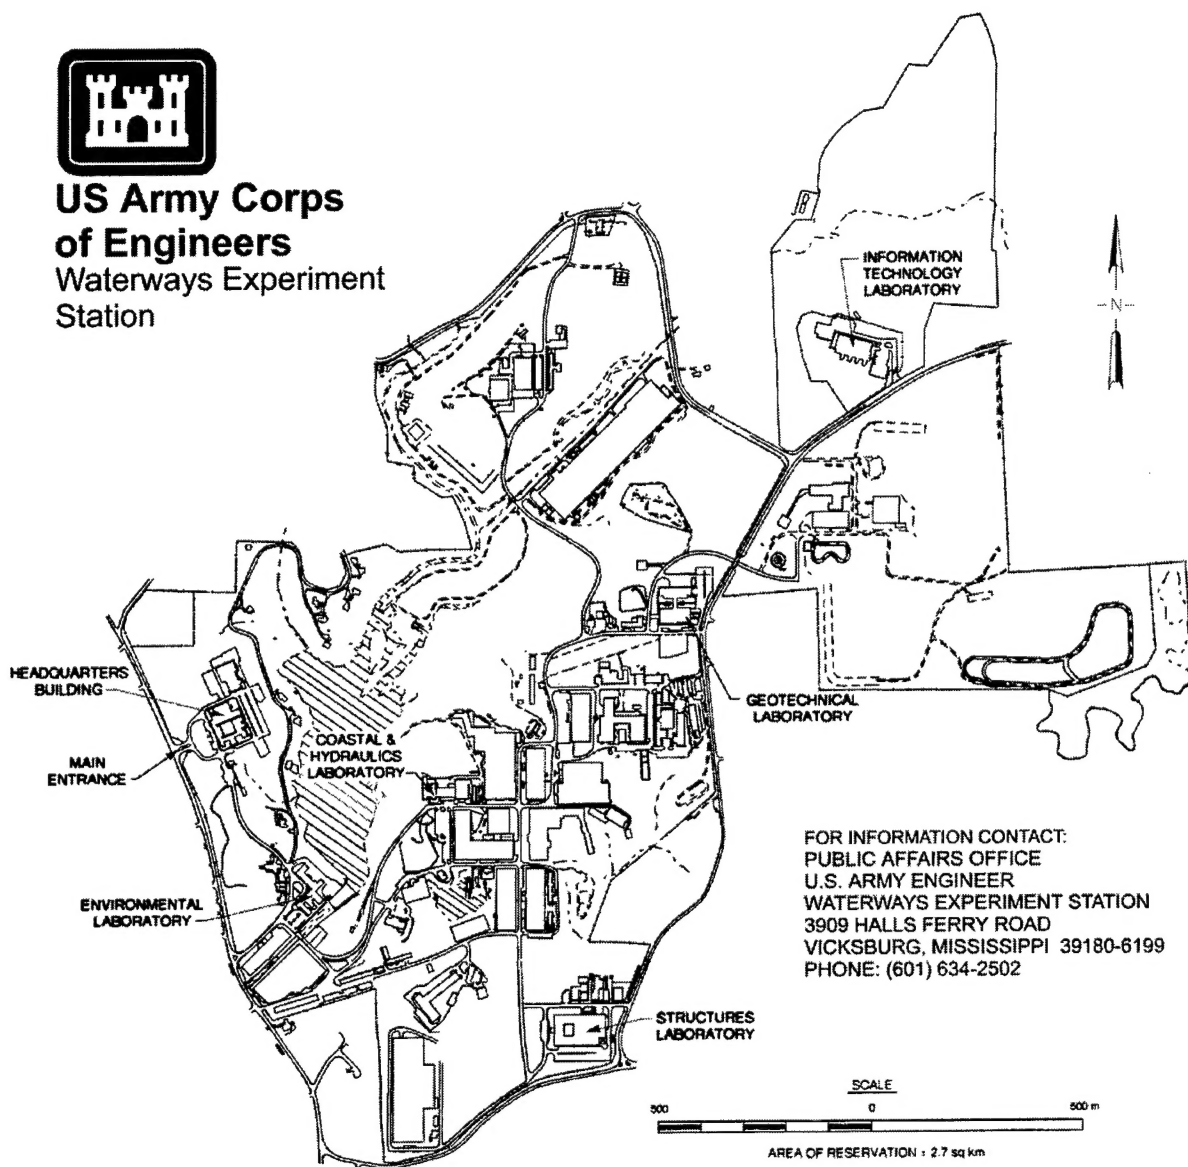 US Army Corps
of Engineers
Waterways Experiment
Station
INFORMATION
TECHNOLOGY
LABORATORY
N
HEADQUARTERS
BUILDING
MAIN
ENTRANCE
COASTAL &
HYDRAULICS
LABORATORY
GEOTECHNICAL
LABORATORY
ENVIRONMENTAL
LABORATORY
STRUCTURES
LABORATORY
FOR INFORMATION CONTACT:
PUBLIC AFFAIRS OFFICE
U.S. ARMY ENGINEER
WATERWAYS EXPERIMENT STATION
3909 HALLS FERRY ROAD
VICKSBURG, MISSISSIPPI 39180-6199
PHONE: (601) 634-2502
SCALE
500 0 500 m
AREA OF RESERVATION : 2.7 sq km